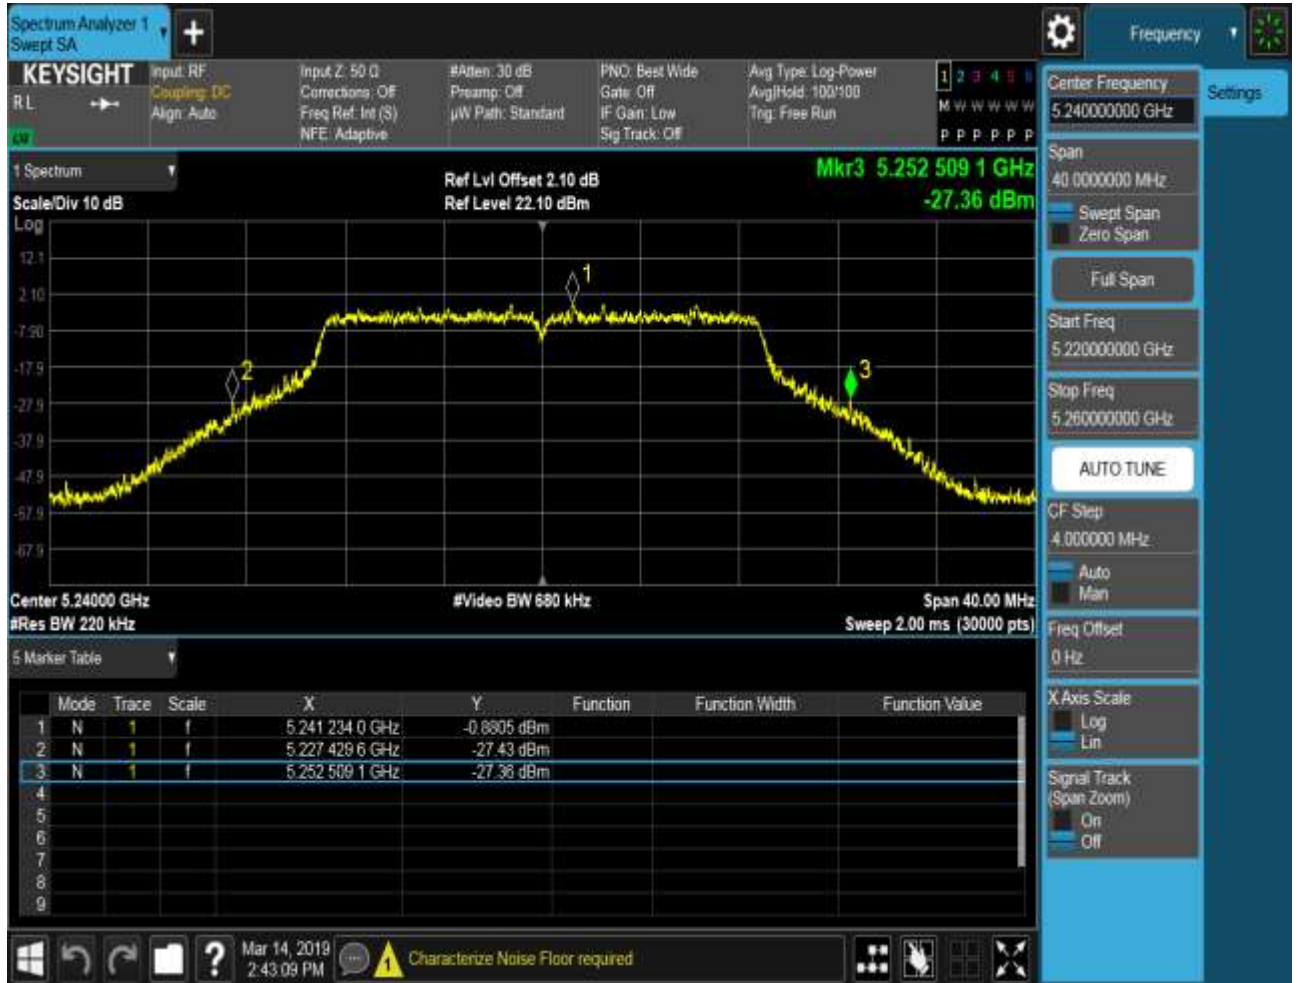 Spectrum Analyzer 1
Swept SA
+
Frequency
KEYSIGHT
RL
Input: RF
Coupling: DC
Align: Auto
Input Z: 50 Ω
Corrections: Off
Freq Ref: Int (S)
NFE: Adaptive
#Atten: 30 dB
Preamp: Off
µW Path: Standard
PNO: Best Wide
Gate: Off
IF Gain: Low
Sig Track: Off
Avg Type: Log-Power
Avg|Hold: 100/100
Trig: Free Run
1 2 3 4 5 6
M W W W W W
P P P P P P
1 Spectrum
Scale/Div 10 dB
Ref Lvl Offset 2.10 dB
Ref Level 22.10 dBm
Mkr3 5.252 509 1 GHz
-27.36 dBm
Log
12.1
2.10
-7.90
-17.9
-27.9
-37.9
-47.9
-57.9
-67.9
1
2
3
Center 5.24000 GHz
#Video BW 680 kHz
Span 40.00 MHz
#Res BW 220 kHz
Sweep 2.00 ms (30000 pts)
5 Marker Table
Mode Trace Scale X Y Function Function Width Function Value
1 N 1 f 5.241 234 0 GHz -0.8805 dBm
2 N 1 f 5.227 429 6 GHz -27.43 dBm
3 N 1 f 5.252 509 1 GHz -27.36 dBm
4
5
6
7
8
9
Mar 14, 2019
2:43:09 PM
?
1
Characterize Noise Floor required
Center Frequency
5.240000000 GHz
Settings
Span
40.0000000 MHz
Swept Span
Zero Span
Full Span
Start Freq
5.220000000 GHz
Stop Freq
5.260000000 GHz
AUTO TUNE
CF Step
4.000000 MHz
Auto
Man
Freq Offset
0 Hz
X Axis Scale
Log
Lin
Signal Track
(Span Zoom)
On
Off